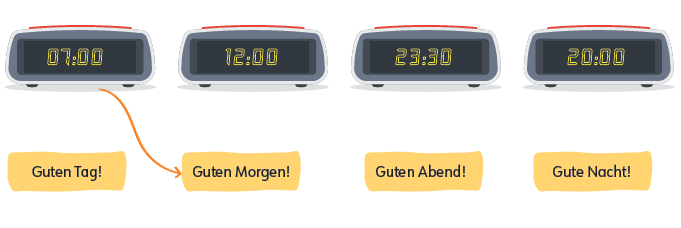 07:00 12:00 23:30 20:00
Guten Tag! Guten Morgen! Guten Abend! Gute Nacht!